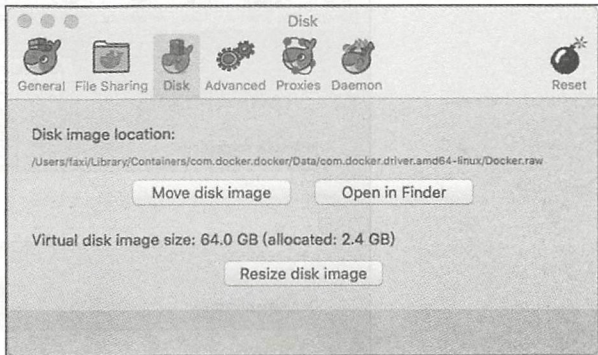 Disk
General File Sharing Disk Advanced Proxies Daemon Reset
Disk image location:
/Users/faxi/Library/Containers/com.docker.docker/Data/com.docker.driver.amd64-linux/Docker.raw
Move disk image Open in Finder
Virtual disk image size: 64.0 GB (allocated: 2.4 GB)
Resize disk image